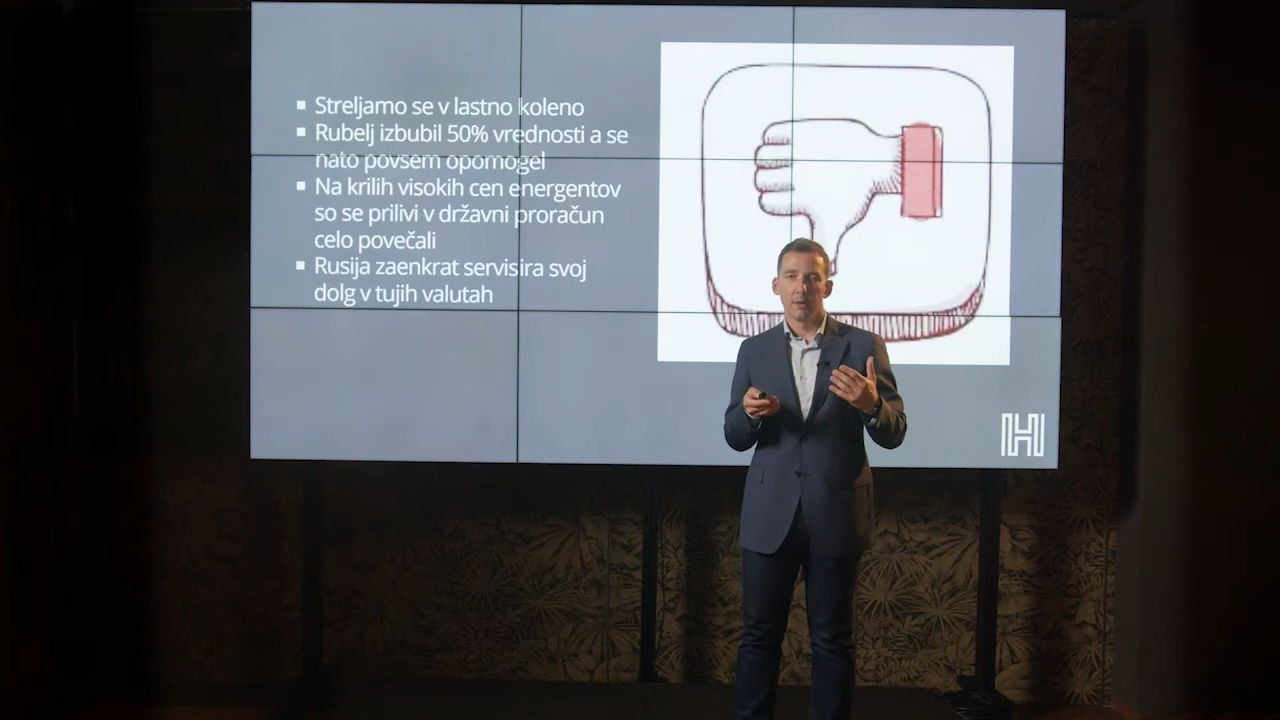 ▪ Streljamo se v lastno koleno
▪ Rubelj izbubil 50% vrednosti a se
nato povsem opomogel
▪ Na krilih visokih cen energentov
so se prilivi v državni proračun
celo povečali
▪ Rusija zaenkrat servisira svoj
dolg v tujih valutah
H